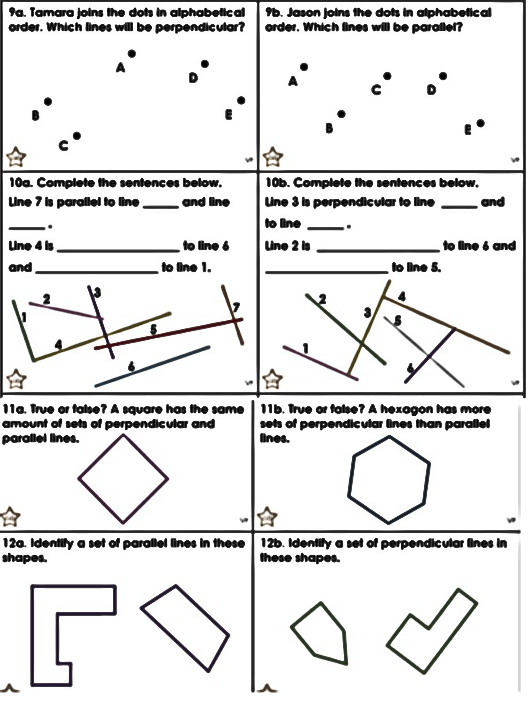 9a. Tamara joins the dots in alphabetical
order. Which lines will be perpendicular?
A
D
B
E
C
9b. Jason joins the dots in alphabetical
order. Which lines will be parallel?
A
C
D
B
E
10a. Complete the sentences below.
Line 7 is parallel to line _____ and line
_____ .
Line 4 is _________________ to line 6
and _________________ to line 1.
1
2
3
4
5
6
7
10b. Complete the sentences below.
Line 3 is perpendicular to line _____ and
to line _____ .
Line 2 is _________________ to line 6 and
_________________ to line 5.
2
3
4
5
1
6
11a. True or false? A square has the same
amount of sets of perpendicular and
parallel lines.
11b. True or false? A hexagon has more
sets of perpendicular lines than parallel
lines.
12a. Identify a set of parallel lines in these
shapes.
12b. Identify a set of perpendicular lines in
these shapes.